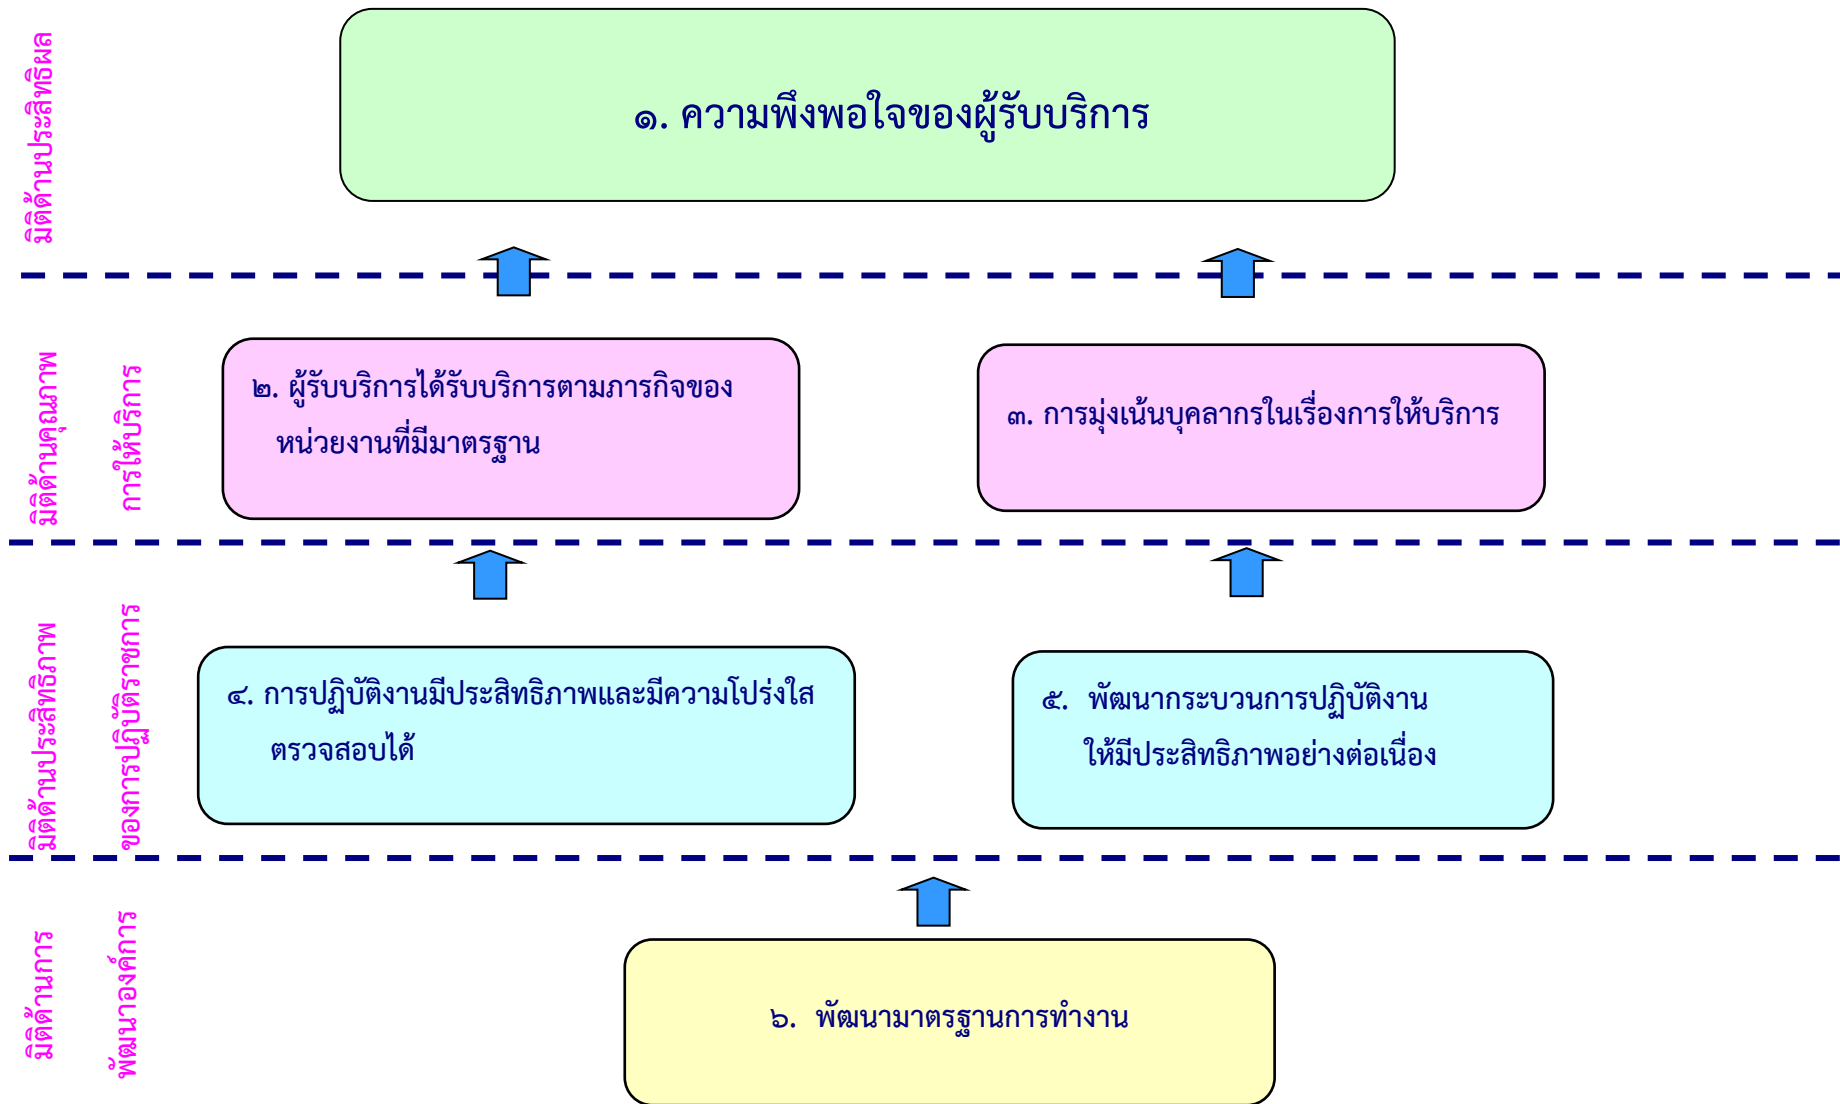 มิติด้านประสิทธิผล
๑. ความพึงพอใจของผู้รับบริการ
มิติด้านคุณภาพ
การให้บริการ
๒. ผู้รับบริการได้รับบริการตามภารกิจของ
หน่วยงานที่มีมาตรฐาน
๓. การมุ่งเน้นบุคลากรในเรื่องการให้บริการ
มิติด้านประสิทธิภาพ
ของการปฏิบัติราชการ
๔. การปฏิบัติงานมีประสิทธิภาพและมีความโปร่งใส
ตรวจสอบได้
๕. พัฒนากระบวนการปฏิบัติงาน
ให้มีประสิทธิภาพอย่างต่อเนื่อง
มิติด้านการ
พัฒนาองค์การ
๖. พัฒนามาตรฐานการทำงาน